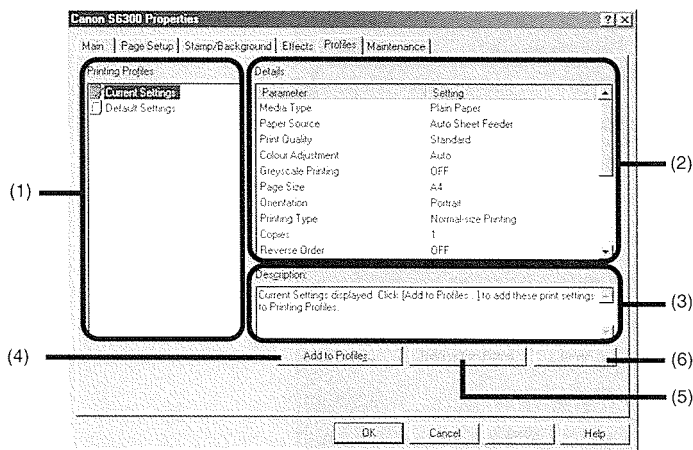 Canon S6300 Properties
Main Page Setup Stamp/Background Effects Profiles Maintenance
Printing Profiles
Current Settings
Default Settings
Details
Parameter Setting
Media Type Plain Paper
Paper Source Auto Sheet Feeder
Print Quality Standard
Colour Adjustment Auto
Greyscale Printing OFF
Page Size A4
Orientation Portrait
Printing Type Normal-size Printing
Copies 1
Reverse Order OFF
Description:
Current Settings displayed. Click [Add to Profiles...] to add these print settings
to Printing Profiles.
Add to Profiles...
OK Cancel Help
(1)
(2)
(3)
(4)
(5)
(6)